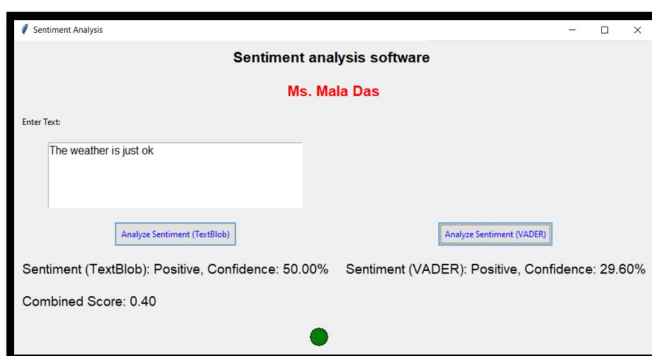 Sentiment Analysis
Sentiment analysis software
Ms. Mala Das
Enter Text:
The weather is just ok
Analyze Sentiment (TextBlob) Analyze Sentiment (VADER)
Sentiment (TextBlob): Positive, Confidence: 50.00% Sentiment (VADER): Positive, Confidence: 29.60%
Combined Score: 0.40